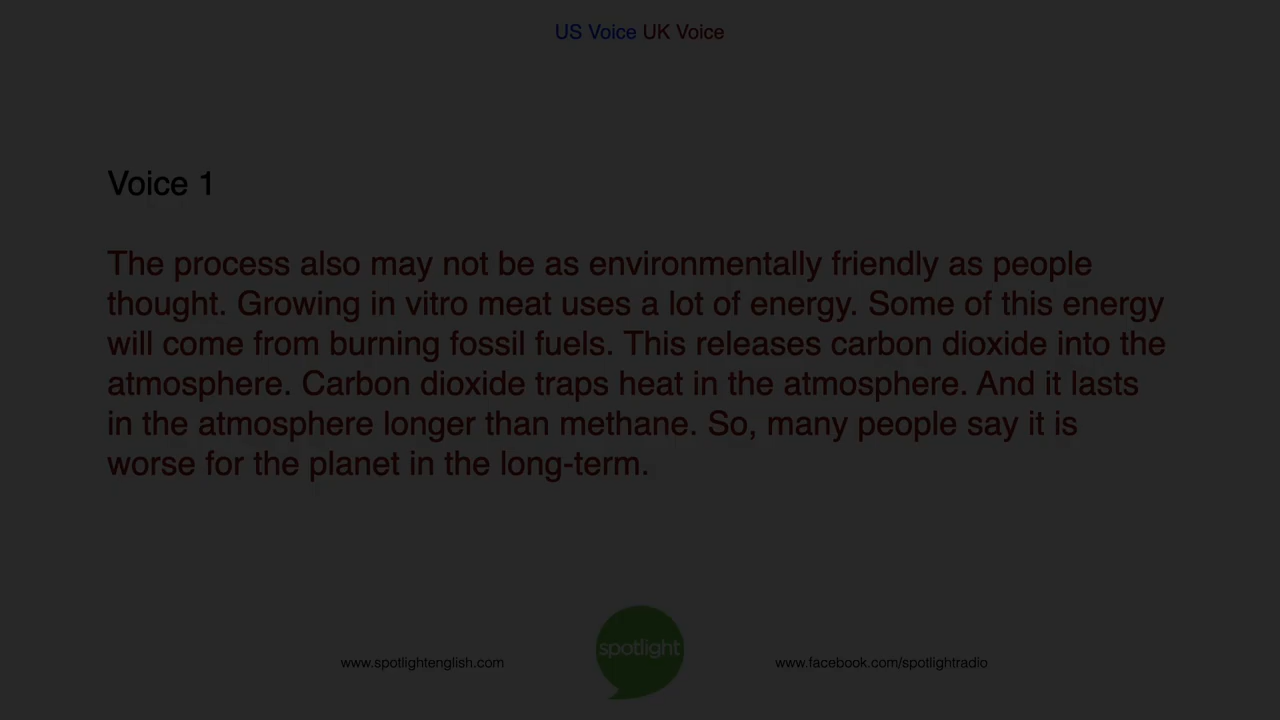 US Voice UK Voice
Voice 1
The process also may not be as environmentally friendly as people
thought. Growing in vitro meat uses a lot of energy. Some of this energy
will come from burning fossil fuels. This releases carbon dioxide into the
atmosphere. Carbon dioxide traps heat in the atmosphere. And it lasts
in the atmosphere longer than methane. So, many people say it is
worse for the planet in the long-term.
spotlight
www.spotlightenglish.com
www.facebook.com/spotlightradio